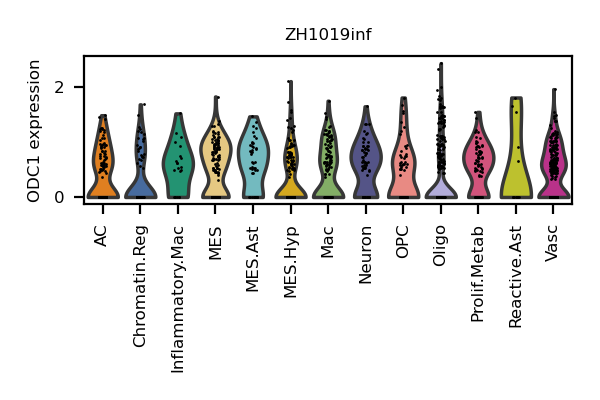 ZH1019inf
ODC1 expression
2
0
AC
Chromatin.Reg
Inflammatory.Mac
MES
MES.Ast
MES.Hyp
Mac
Neuron
OPC
Oligo
Prolif.Metab
Reactive.Ast
Vasc